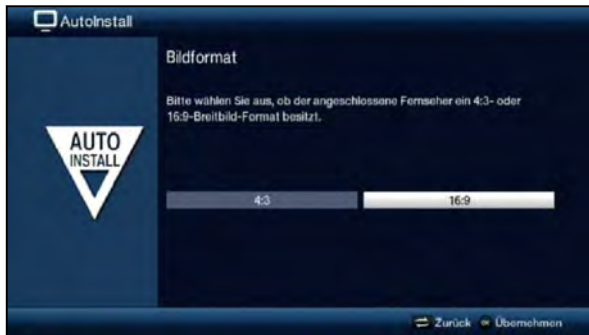 AutoInstall
Bildformat
Bitte wählen Sie aus, ob der angeschlossene Fernseher ein 4:3- oder
16:9-Breitbild-Format besitzt.
AUTO
INSTALL
4:3
16:9
Zurück OK Übernehmen